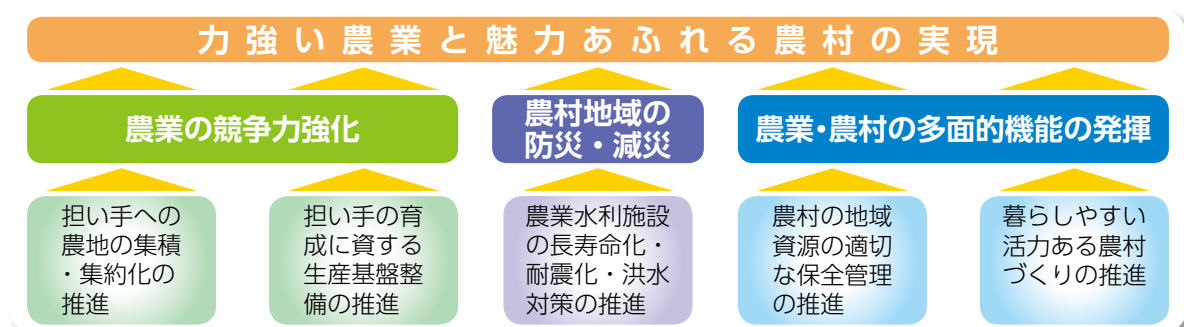 力強い農業と魅力あふれる農村の実現
農業の競争力強化
農村地域の
防災・減災
農業・農村の多面的機能の発揮
担い手への
農地の集積
・集約化の
推進
担い手の育
成に資する
生産基盤整
備の推進
農業水利施設
の長寿命化・
耐震化・洪水
対策の推進
農村の地域
資源の適切
な保全管理
の推進
暮らしやすい
活力ある農村
づくりの推進